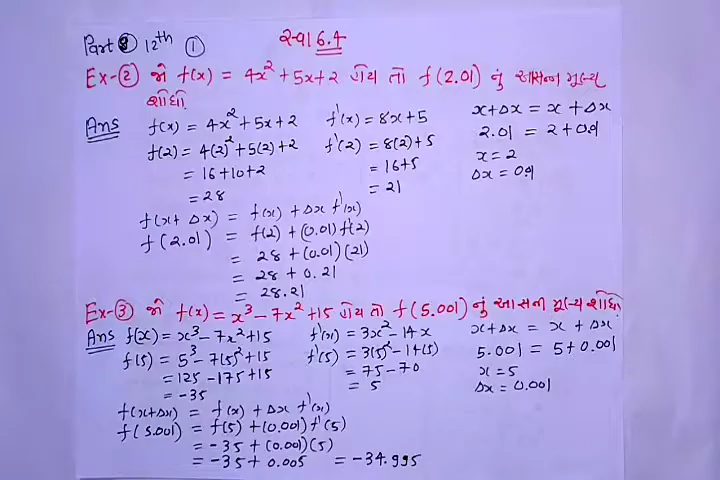 Part 8 12th ① સ્વા 6.4
Ex-② જો f(x) = 4x² + 5x + 2 હોય તો f(2.01) નું આસન્ન મૂલ્ય
શોધો
Ans f(x) = 4x² + 5x + 2 f'(x) = 8x + 5 x + Δx = x + Δx
f(2) = 4(2)² + 5(2) + 2 f'(2) = 8(2) + 5 2.01 = 2 + 0.01
= 16 + 10 + 2 = 16 + 5 x = 2
= 28 = 21 Δx = 0.01
f(x + Δx) = f(x) + Δx f'(x)
f(2.01) = f(2) + (0.01) f'(2)
= 28 + (0.01)(21)
= 28 + 0.21
= 28.21
Ex-③ જો f(x) = x³ - 7x² + 15 હોય તો f(5.001) નું આસન્ન મૂલ્ય શોધો
Ans f(x) = x³ - 7x² + 15 f'(x) = 3x² - 14x x + Δx = x + Δx
f(5) = 5³ - 7(5)² + 15 f'(5) = 3(5)² - 14(5) 5.001 = 5 + 0.001
= 125 - 175 + 15 = 75 - 70 x = 5
= -35 = 5 Δx = 0.001
f(x + Δx) = f(x) + Δx f'(x)
f(5.001) = f(5) + (0.001) f'(5)
= -35 + (0.001)(5)
= -35 + 0.005 = -34.995